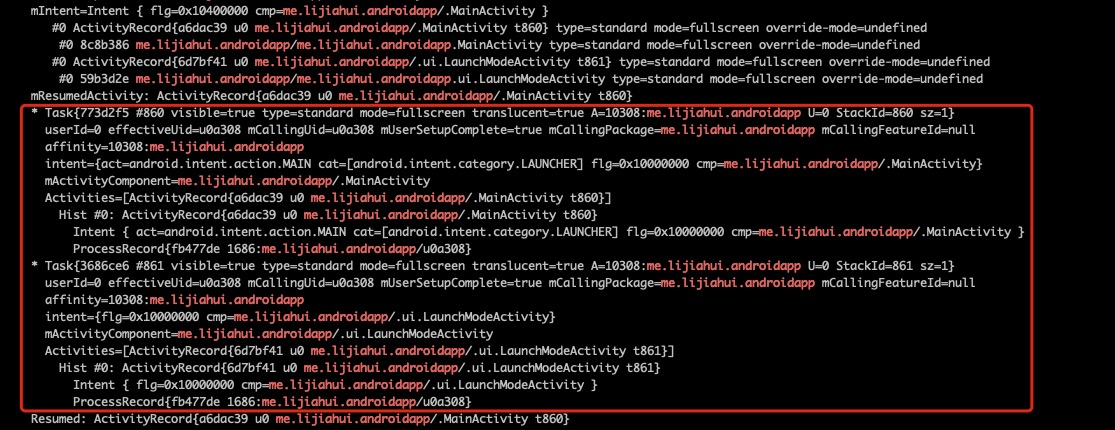 mIntent=Intent { flg=0x10400000 cmp=me.lijiahui.androidapp/.MainActivity }
#0 ActivityRecord{a6dac39 u0 me.lijiahui.androidapp/.MainActivity t860} type=standard mode=fullscreen override-mode=undefined
#0 8c8b386 me.lijiahui.androidapp/me.lijiahui.androidapp.MainActivity type=standard mode=fullscreen override-mode=undefined
#0 ActivityRecord{6d7bf41 u0 me.lijiahui.androidapp/.ui.LaunchModeActivity t861} type=standard mode=fullscreen override-mode=undefined
#0 59b3d2e me.lijiahui.androidapp/me.lijiahui.androidapp.ui.LaunchModeActivity type=standard mode=fullscreen override-mode=undefined
mResumedActivity: ActivityRecord{a6dac39 u0 me.lijiahui.androidapp/.MainActivity t860}
* Task{773d2f5 #860 visible=true type=standard mode=fullscreen translucent=true A=10308:me.lijiahui.androidapp U=0 StackId=860 sz=1}
userId=0 effectiveUid=u0a308 mCallingUid=u0a308 mUserSetupComplete=true mCallingPackage=me.lijiahui.androidapp mCallingFeatureId=null
affinity=10308:me.lijiahui.androidapp
intent={act=android.intent.action.MAIN cat=[android.intent.category.LAUNCHER] flg=0x10000000 cmp=me.lijiahui.androidapp/.MainActivity}
mActivityComponent=me.lijiahui.androidapp/.MainActivity
Activities=[ActivityRecord{a6dac39 u0 me.lijiahui.androidapp/.MainActivity t860}]
Hist #0: ActivityRecord{a6dac39 u0 me.lijiahui.androidapp/.MainActivity t860}
Intent { act=android.intent.action.MAIN cat=[android.intent.category.LAUNCHER] flg=0x10000000 cmp=me.lijiahui.androidapp/.MainActivity }
ProcessRecord{fb477de 1686:me.lijiahui.androidapp/u0a308}
* Task{3686ce6 #861 visible=true type=standard mode=fullscreen translucent=true A=10308:me.lijiahui.androidapp U=0 StackId=861 sz=1}
userId=0 effectiveUid=u0a308 mCallingUid=u0a308 mUserSetupComplete=true mCallingPackage=me.lijiahui.androidapp mCallingFeatureId=null
affinity=10308:me.lijiahui.androidapp
intent={flg=0x10000000 cmp=me.lijiahui.androidapp/.ui.LaunchModeActivity}
mActivityComponent=me.lijiahui.androidapp/.ui.LaunchModeActivity
Activities=[ActivityRecord{6d7bf41 u0 me.lijiahui.androidapp/.ui.LaunchModeActivity t861}]
Hist #0: ActivityRecord{6d7bf41 u0 me.lijiahui.androidapp/.ui.LaunchModeActivity t861}
Intent { flg=0x10000000 cmp=me.lijiahui.androidapp/.ui.LaunchModeActivity }
ProcessRecord{fb477de 1686:me.lijiahui.androidapp/u0a308}
Resumed: ActivityRecord{a6dac39 u0 me.lijiahui.androidapp/.MainActivity t860}